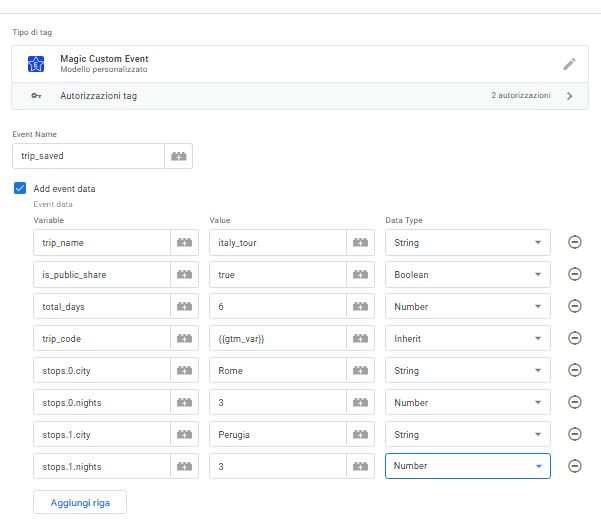 Tipo di tag
Magic Custom Event
Modello personalizzato
Autorizzazioni tag 2 autorizzazioni
Event Name
trip_saved
Add event data
Event data
Variable Value Data Type
trip_name italy_tour String
is_public_share true Boolean
total_days 6 Number
trip_code {{gtm_var}} Inherit
stops.0.city Rome String
stops.0.nights 3 Number
stops.1.city Perugia String
stops.1.nights 3 Number
Aggiungi riga